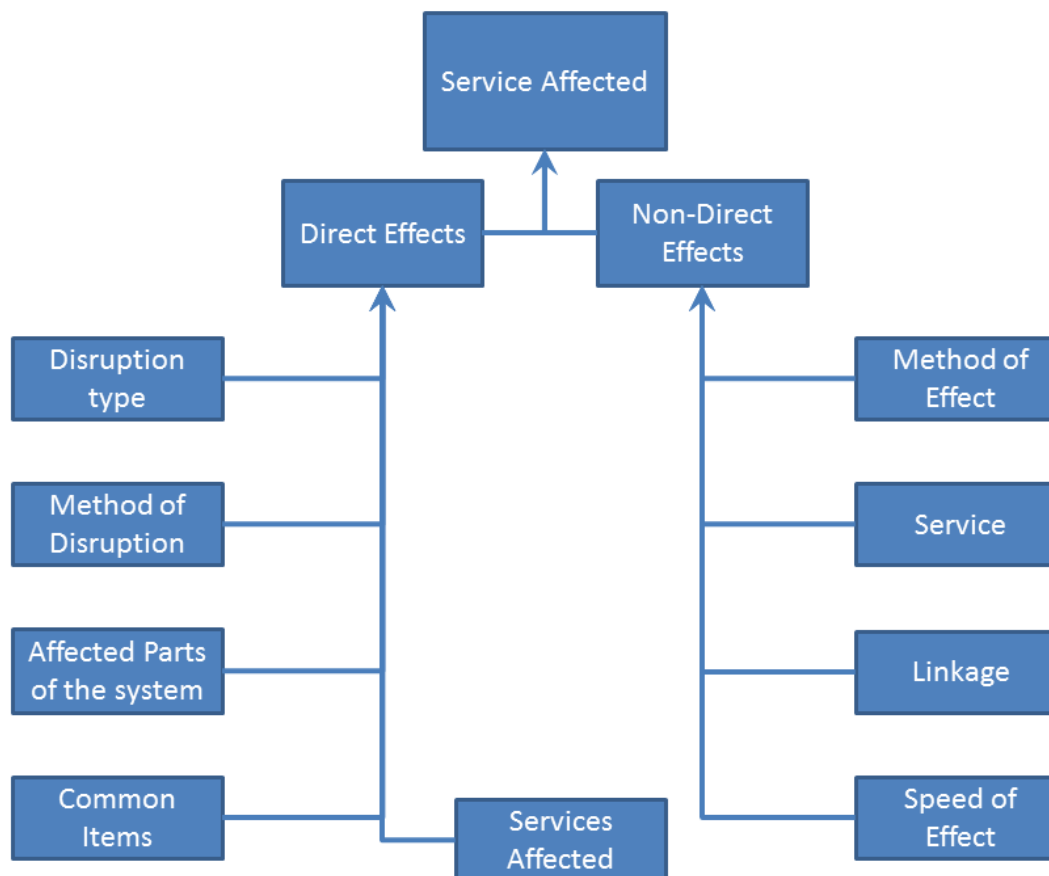 Service Affected
Direct Effects
Non-Direct
Effects
Disruption
type
Method of
Effect
Method of
Disruption
Service
Affected Parts
of the system
Linkage
Common
Items
Services
Affected
Speed of
Effect